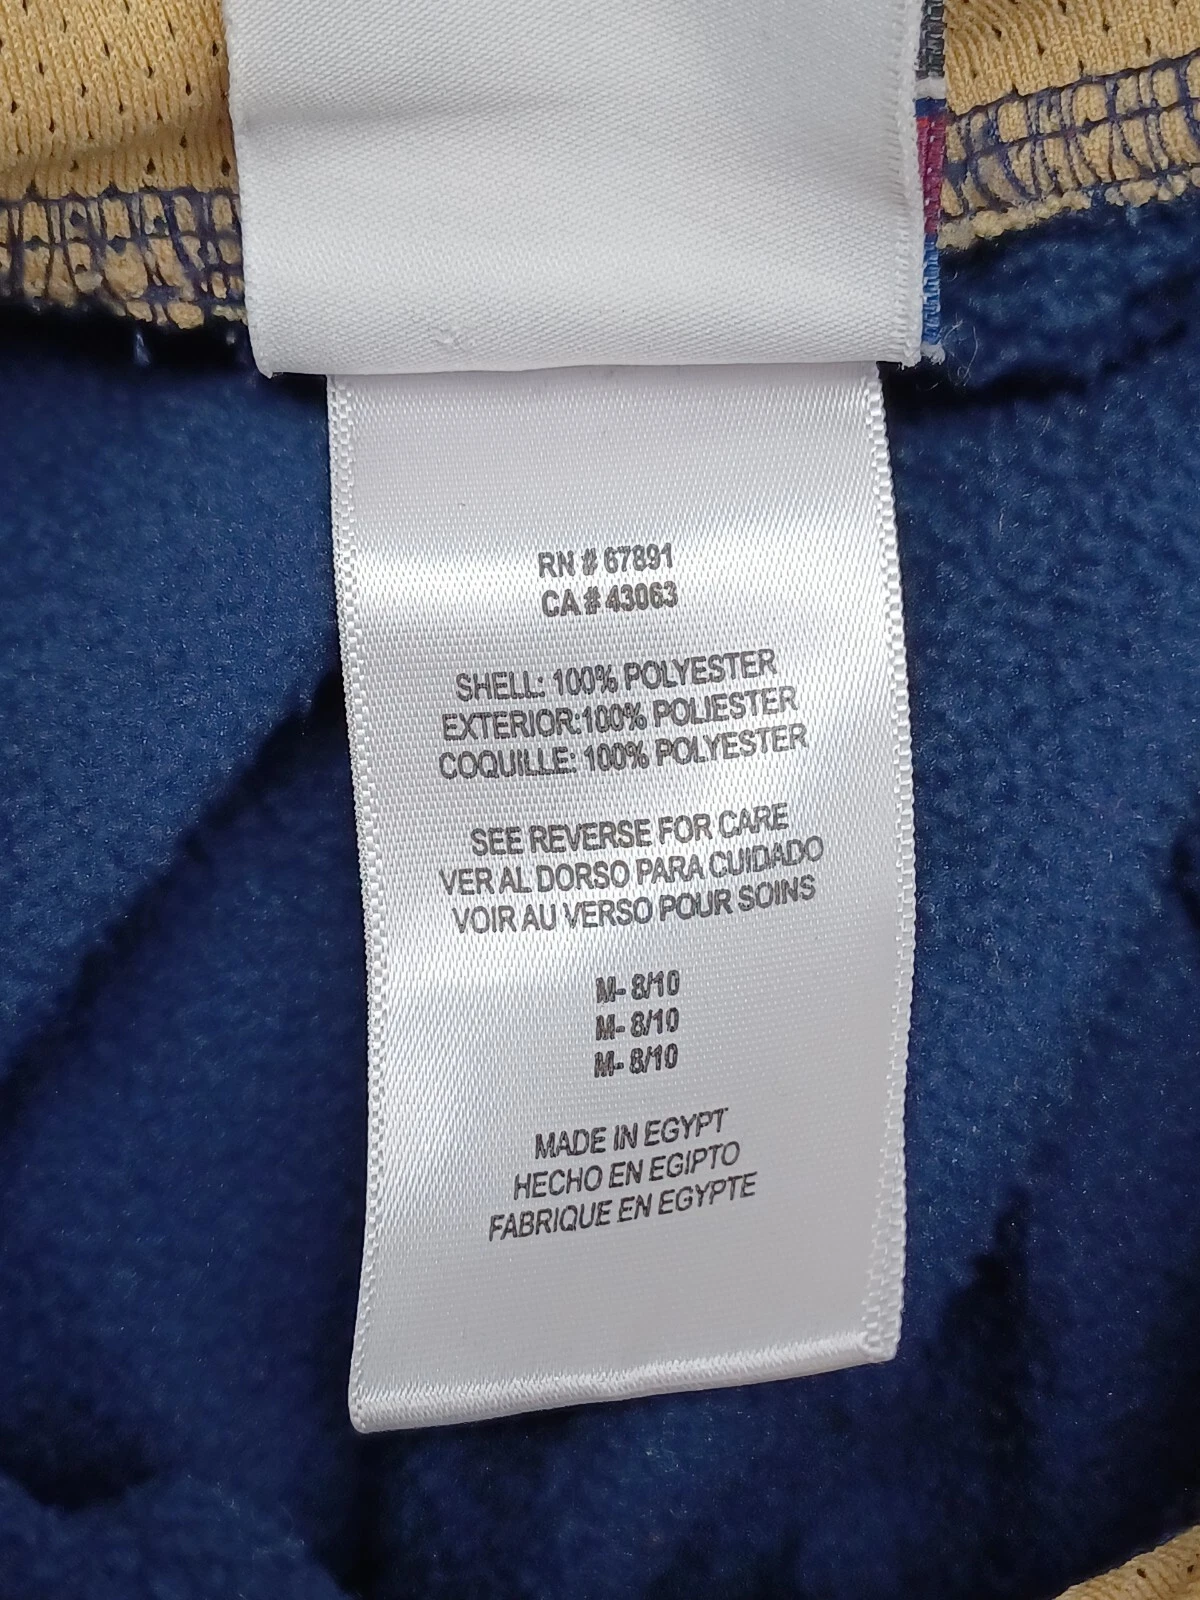 RN # 67891
CA # 43063
SHELL: 100% POLYESTER
EXTERIOR:100% POLIESTER
COQUILLE: 100% POLYESTER
SEE REVERSE FOR CARE
VER AL DORSO PARA CUIDADO
VOIR AU VERSO POUR SOINS
M- 8/10
M- 8/10
M- 8/10
MADE IN EGYPT
HECHO EN EGIPTO
FABRIQUE EN EGYPTE